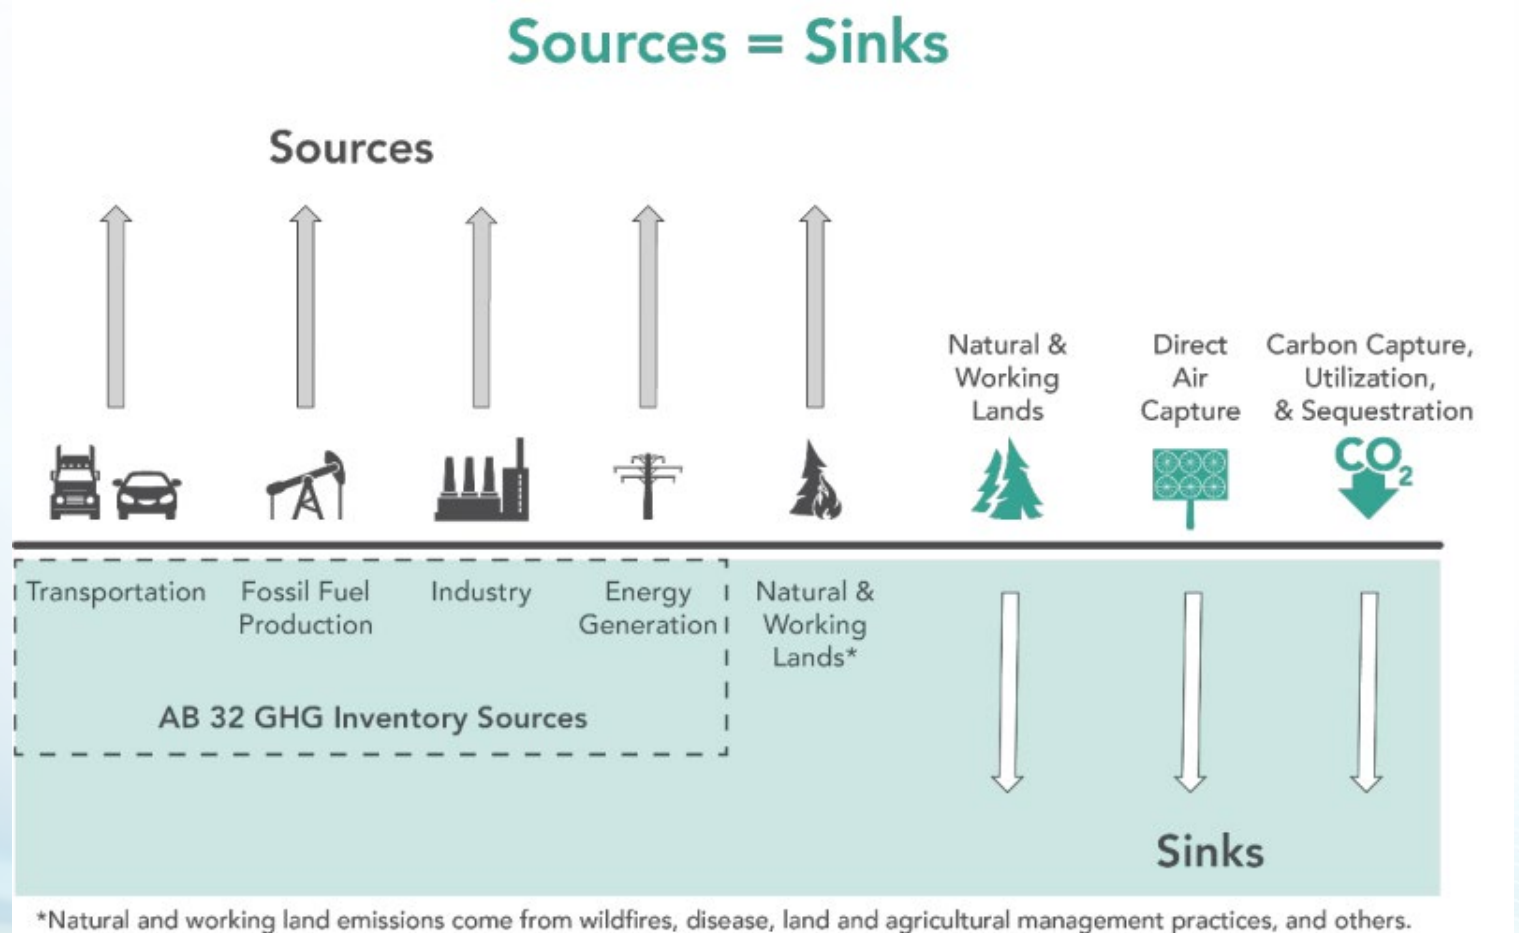 Sources = Sinks
Sources
Natural &
Working
Lands
Direct
Air
Capture
Carbon Capture,
Utilization,
& Sequestration
CO2
Transportation
Fossil Fuel
Production
Industry
Energy
Generation
Natural &
Working
Lands*
AB 32 GHG Inventory Sources
Sinks
*Natural and working land emissions come from wildfires, disease, land and agricultural management practices, and others.